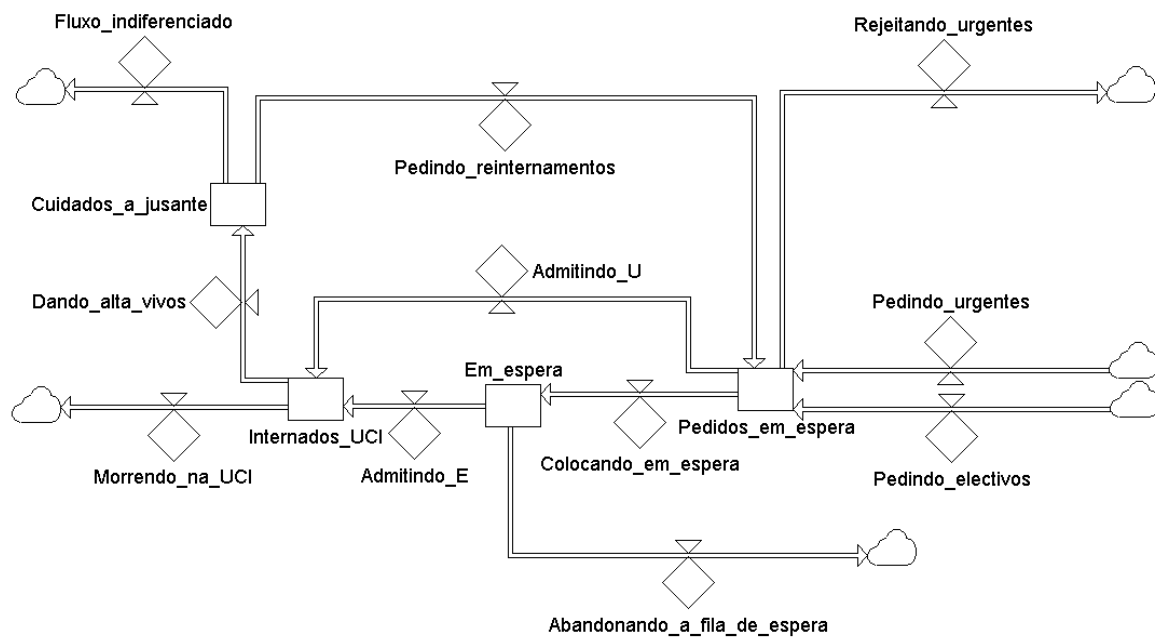 Fluxo_indiferenciado
Rejeitando_urgentes
Pedindo_reinternamentos
Cuidados_a_jusante
Admitindo_U
Dando_alta_vivos
Pedindo_urgentes
Em_espera
Internados_UCI
Pedidos_em_espera
Morrendo_na_UCI
Admitindo_E
Colocando_em_espera
Pedindo_electivos
Abandonando_a_fila_de_espera